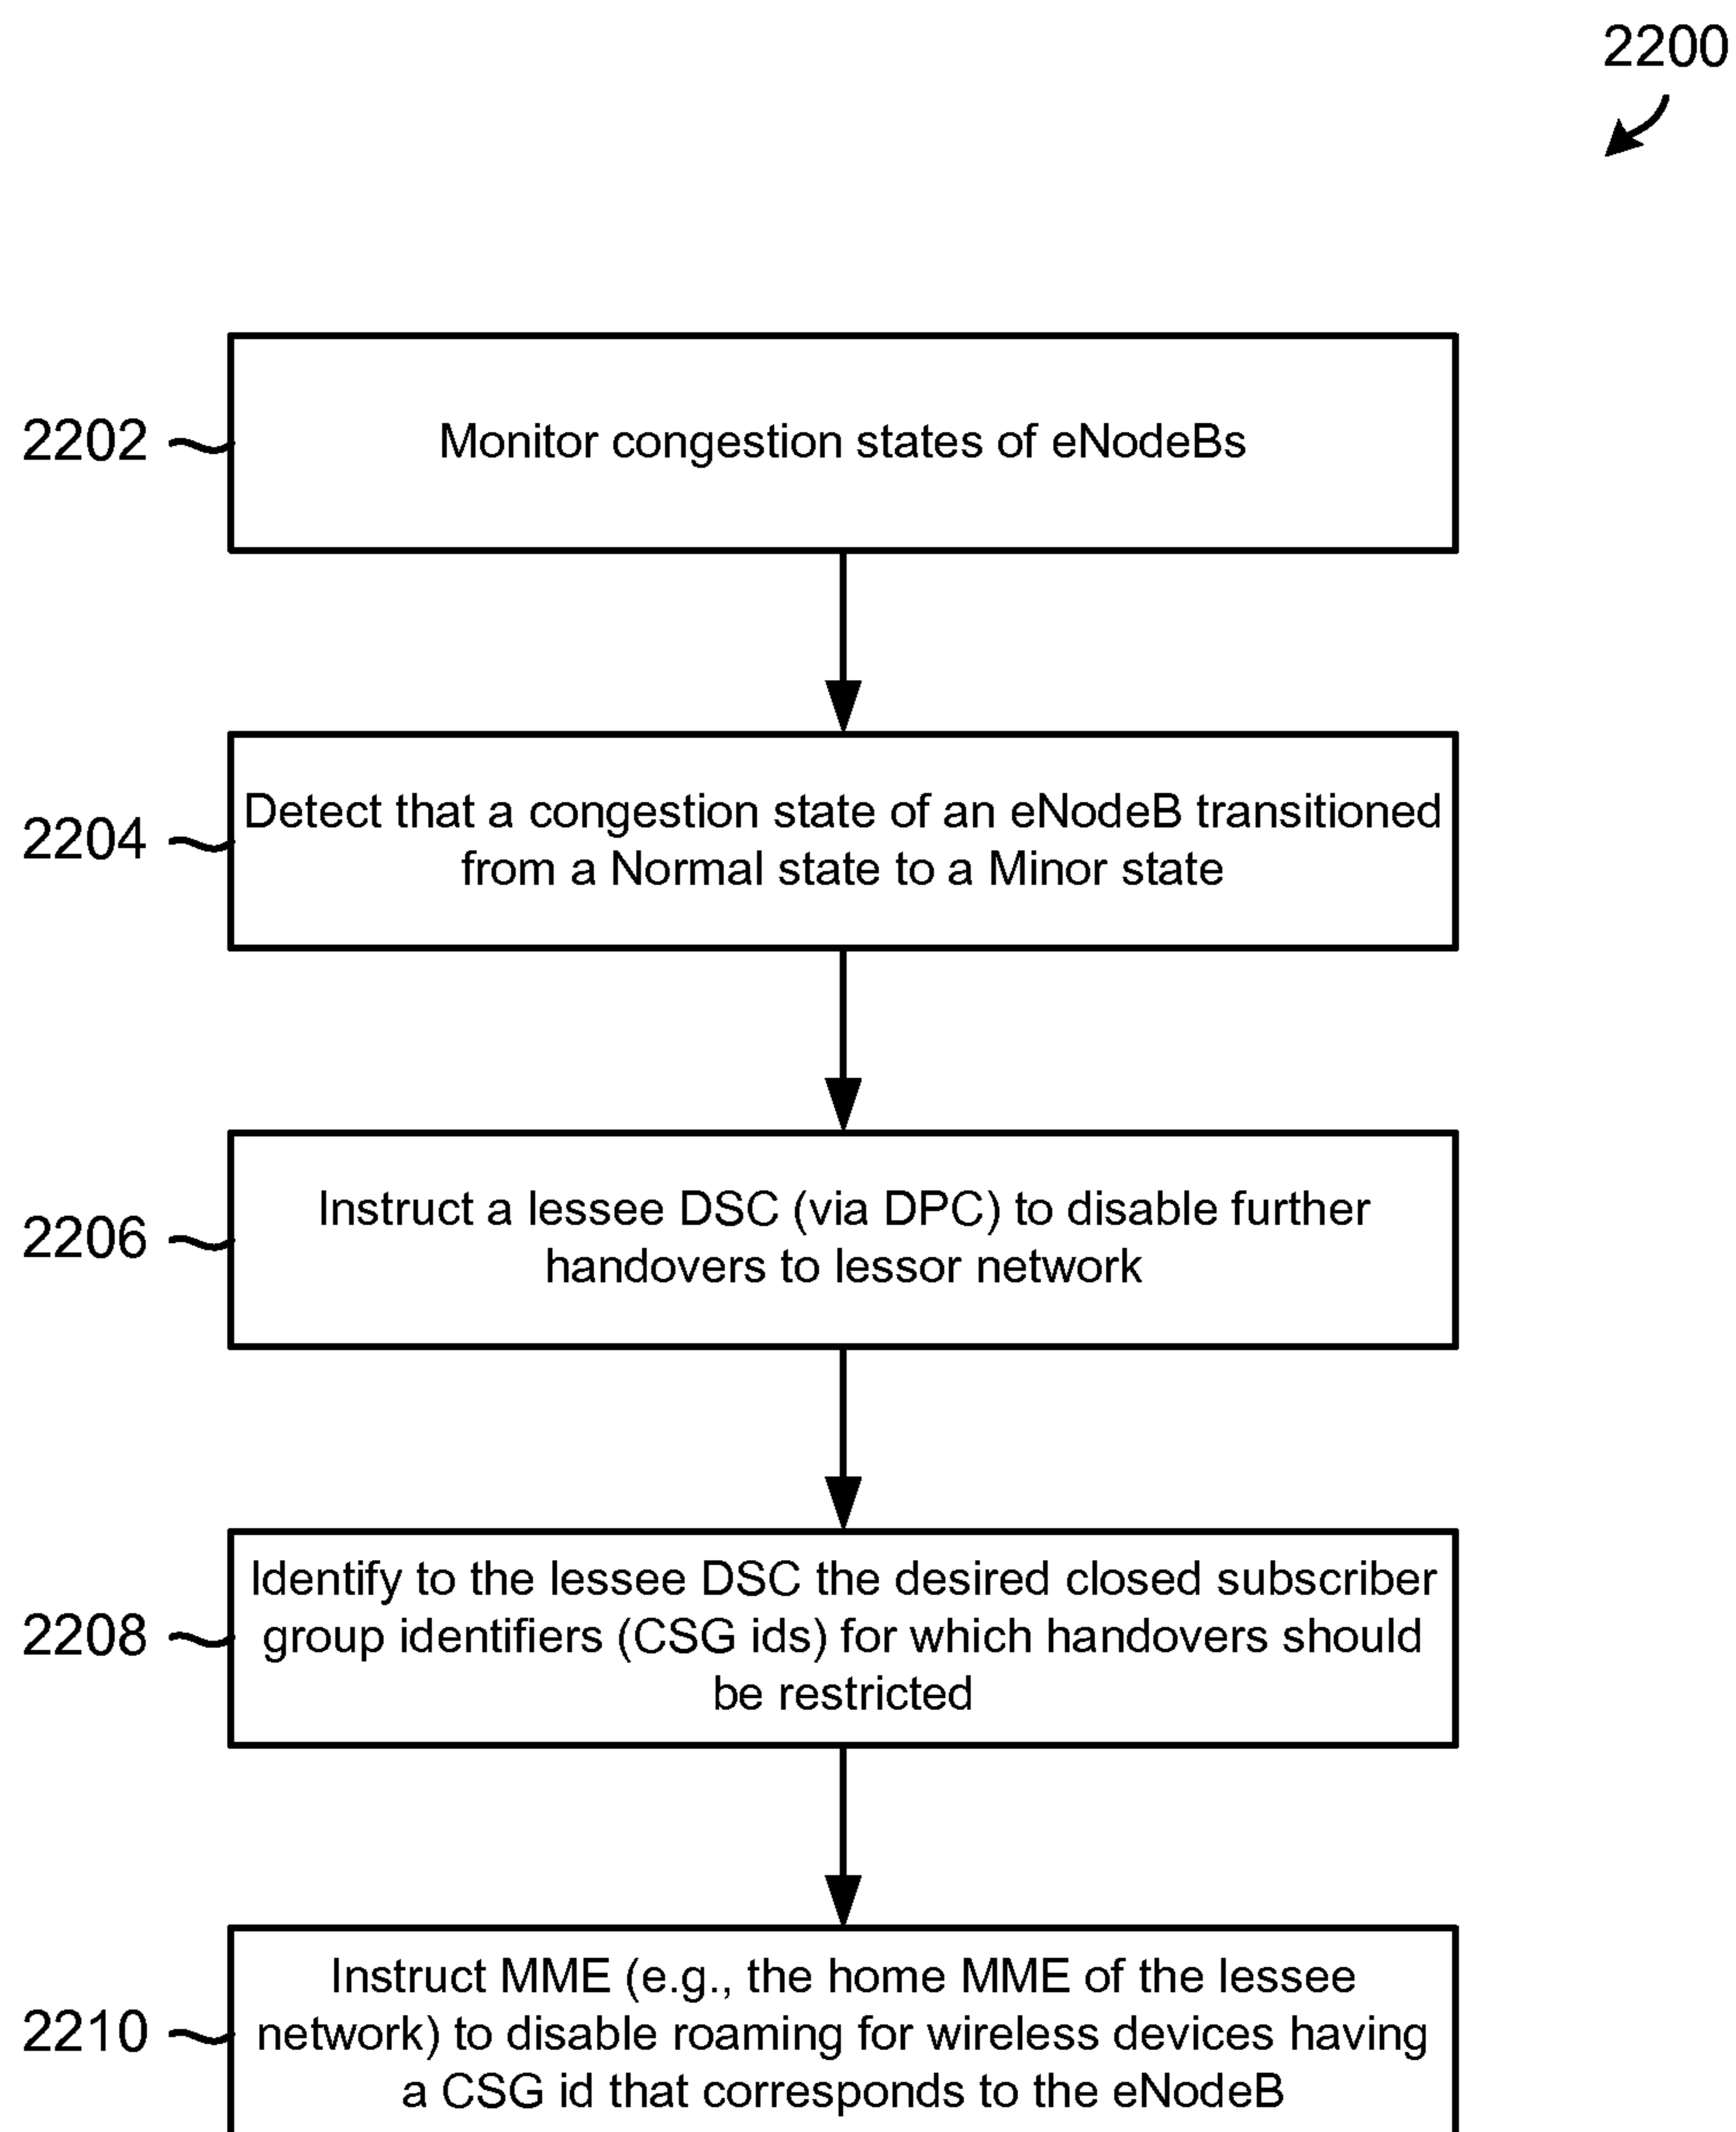 2200
2202
Monitor congestion states of eNodeBs
2204
Detect that a congestion state of an eNodeB transitioned
from a Normal state to a Minor state
2206
Instruct a lessee DSC (via DPC) to disable further
handovers to lessor network
2208
Identify to the lessee DSC the desired closed subscriber
group identifiers (CSG ids) for which handovers should
be restricted
2210
Instruct MME (e.g., the home MME of the lessee
network) to disable roaming for wireless devices having
a CSG id that corresponds to the eNodeB